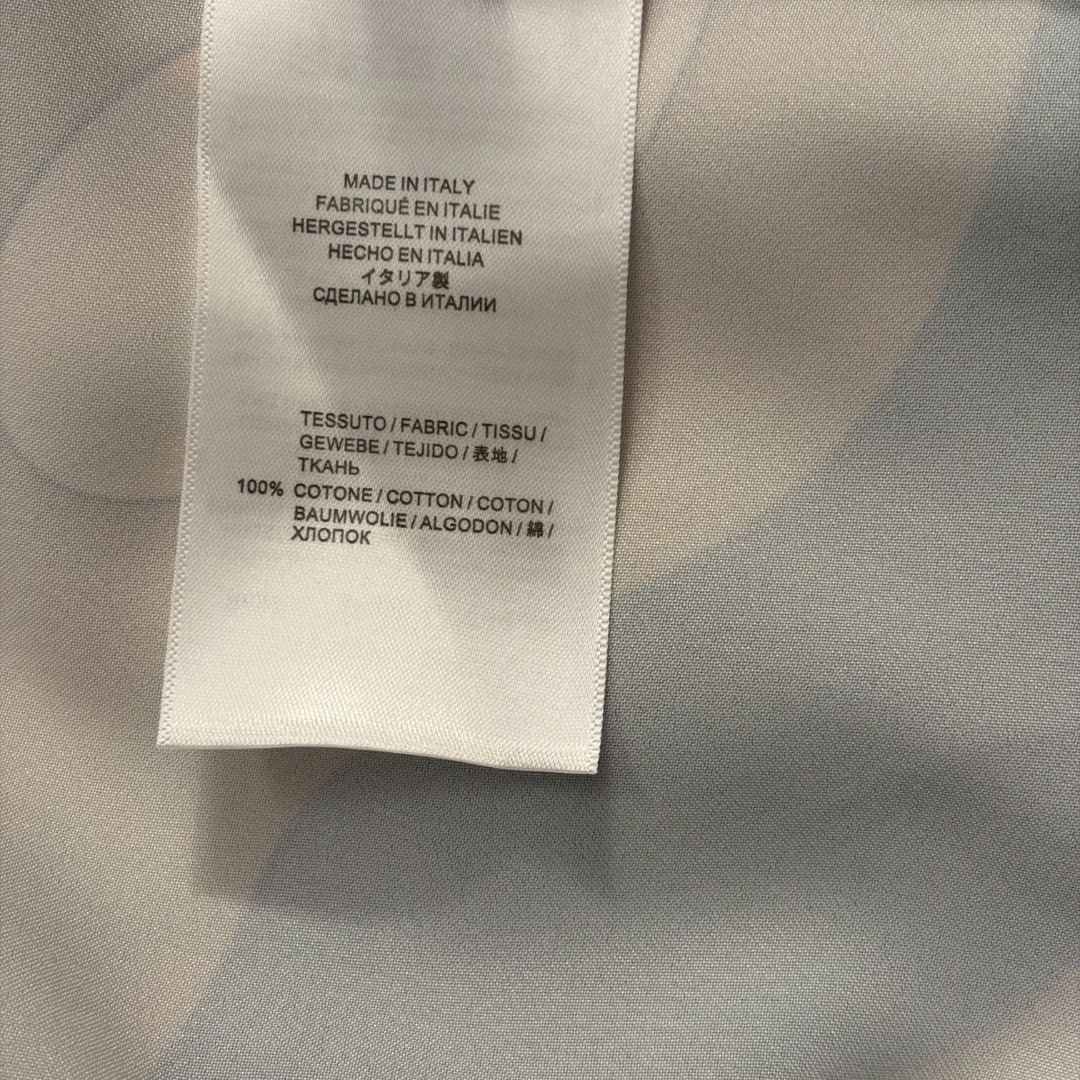 MADE IN ITALY
FABRIQUÉ EN ITALIE
HERGESTELLT IN ITALIEN
HECHO EN ITALIA
イタリア製
СДЕЛАНО В ИТАЛИИ
TESSUTO / FABRIC / TISSU /
GEWEBE / TEJIDO / 表地 /
ТКАНЬ
100% COTONE / COTTON / COTON /
BAUMWOLIE / ALGODON / 綿 /
ХЛОПОК